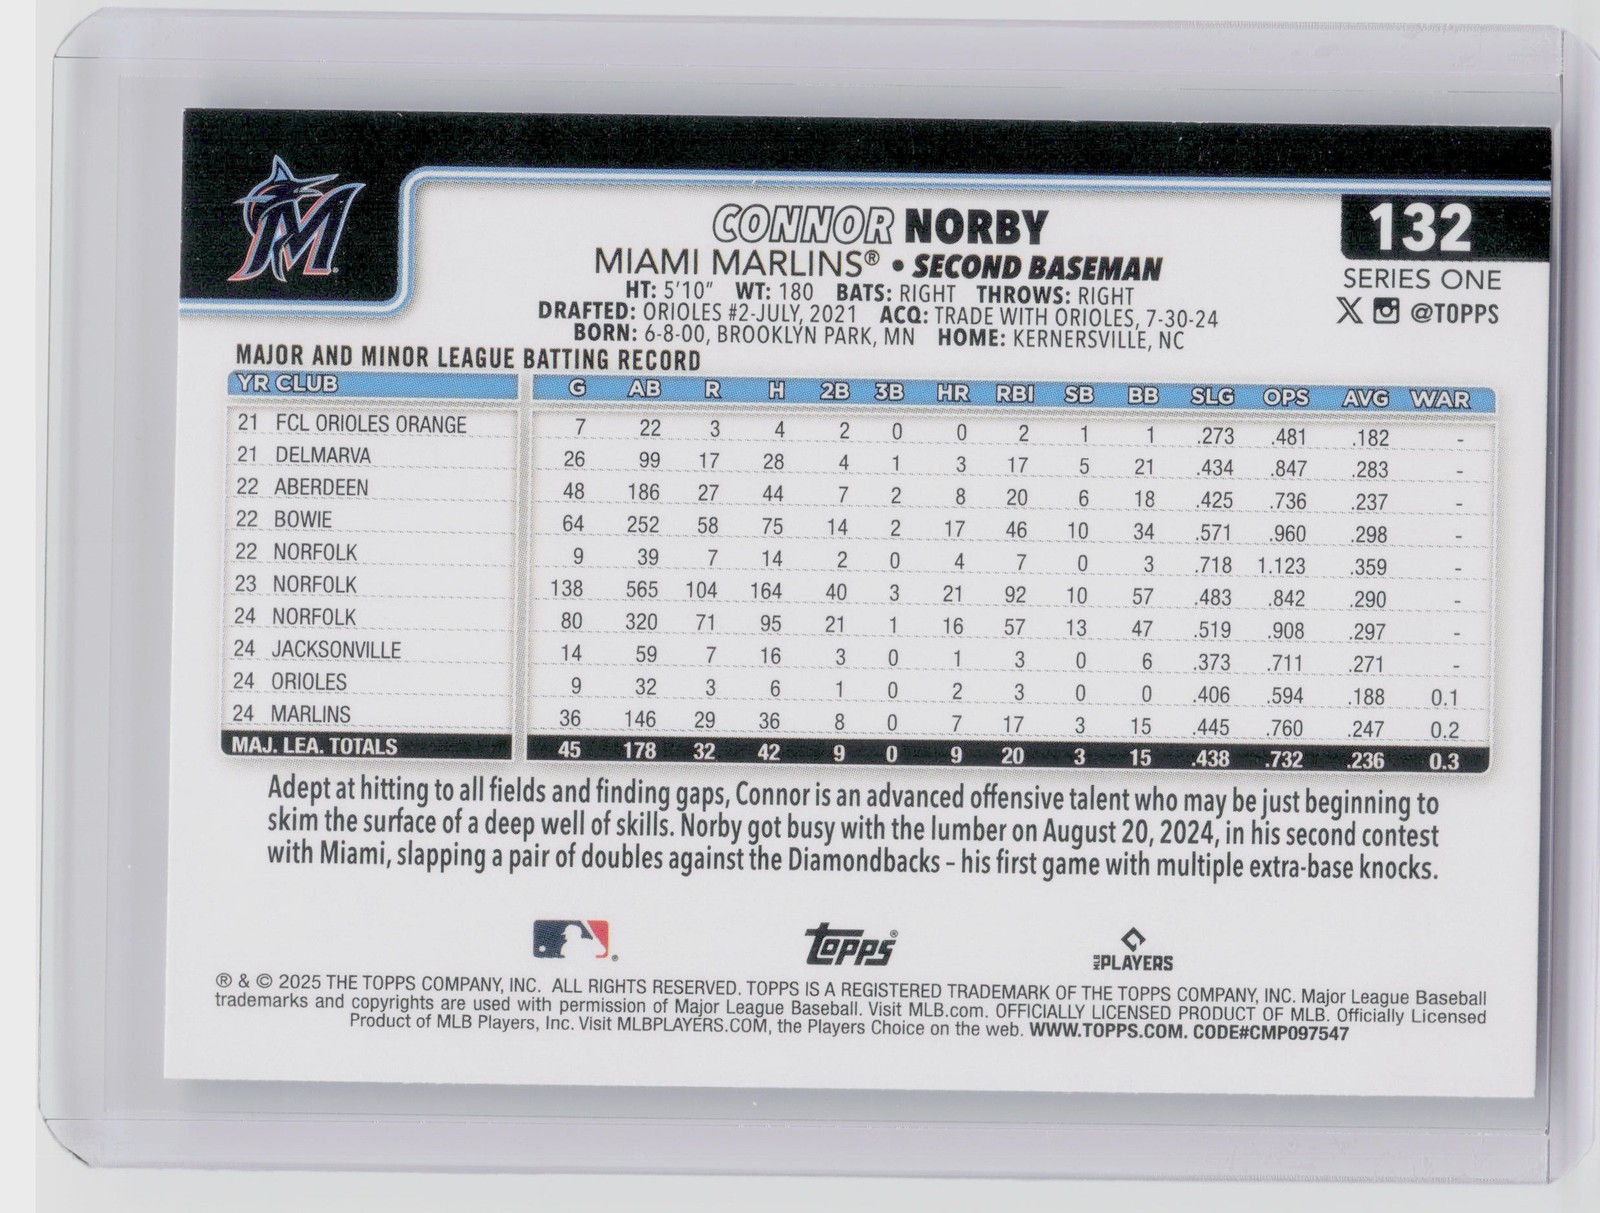 CONNOR NORBY
132
MIAMI MARLINS® • SECOND BASEMAN
SERIES ONE
HT: 5'10" WT: 180 BATS: RIGHT THROWS: RIGHT
@TOPPS
DRAFTED: ORIOLES #2-JULY, 2021 ACQ: TRADE WITH ORIOLES, 7-30-24
BORN: 6-8-00, BROOKLYN PARK, MN HOME: KERNERSVILLE, NC
MAJOR AND MINOR LEAGUE BATTING RECORD
YR CLUB G AB R H 2B 3B HR RBI SB BB SLG OPS AVG WAR
21 FCL ORIOLES ORANGE 7 22 3 4 2 0 0 2 1 1 .273 .481 .182 -
21 DELMARVA 26 99 17 28 4 1 3 17 5 21 .434 .847 .283 -
22 ABERDEEN 48 186 27 44 7 2 8 20 6 18 .425 .736 .237 -
22 BOWIE 64 252 58 75 14 2 17 46 10 34 .571 .960 .298 -
22 NORFOLK 9 39 7 14 2 0 4 7 0 3 .718 1.123 .359 -
23 NORFOLK 138 565 104 164 40 3 21 92 10 57 .483 .842 .290 -
24 NORFOLK 80 320 71 95 21 1 16 57 13 47 .519 .908 .297 -
24 JACKSONVILLE 14 59 7 16 3 0 1 3 0 6 .373 .711 .271 -
24 ORIOLES 9 32 3 6 1 0 2 3 0 0 .406 .594 .188 0.1
24 MARLINS 36 146 29 36 8 0 7 17 3 15 .445 .760 .247 0.2
MAJ. LEA. TOTALS 45 178 32 42 9 0 9 20 3 15 .438 .732 .236 0.3
Adept at hitting to all fields and finding gaps, Connor is an advanced offensive talent who may be just beginning to
skim the surface of a deep well of skills. Norby got busy with the lumber on August 20, 2024, in his second contest
with Miami, slapping a pair of doubles against the Diamondbacks – his first game with multiple extra-base knocks.
Topps®
MLB PLAYERS
® & © 2025 THE TOPPS COMPANY, INC. ALL RIGHTS RESERVED. TOPPS IS A REGISTERED TRADEMARK OF THE TOPPS COMPANY, INC. Major League Baseball
trademarks and copyrights are used with permission of Major League Baseball. Visit MLB.com. OFFICIALLY LICENSED PRODUCT OF MLB. Officially Licensed
Product of MLB Players, Inc. Visit MLBPLAYERS.COM, the Players Choice on the web. WWW.TOPPS.COM. CODE#CMP097547